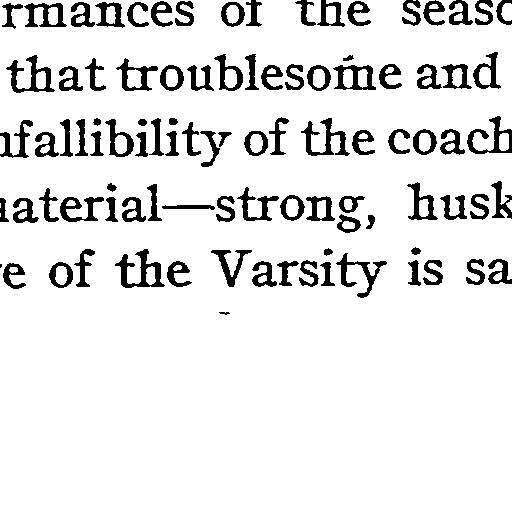 rmances of the seaso
that troublesome and
nfallibility of the coach
naterial—strong, husk
re of the Varsity is sa